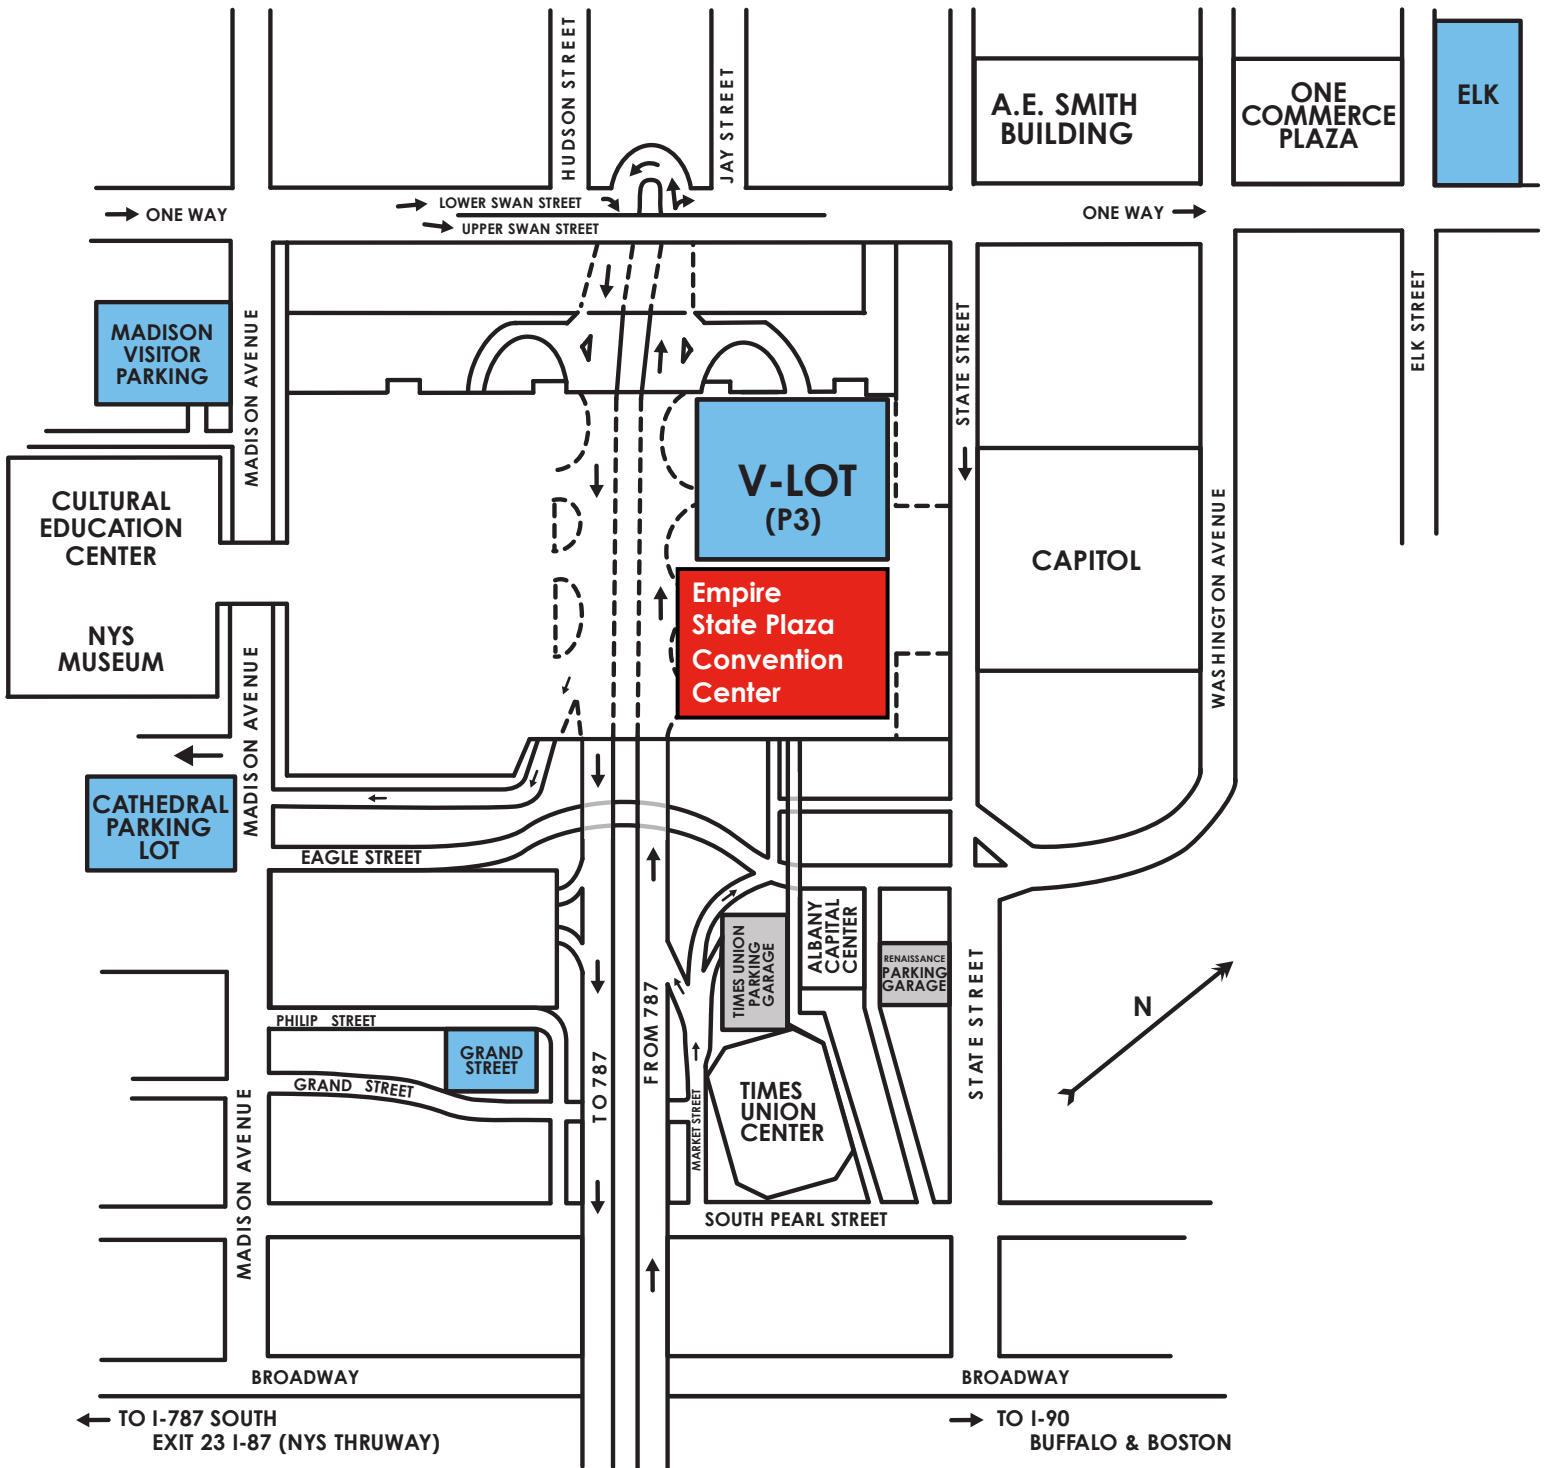 HUDSON STREET
JAY STREET
A.E. SMITH
BUILDING
ONE
COMMERCE
PLAZA
ELK
ONE WAY
LOWER SWAN STREET
UPPER SWAN STREET
ONE WAY
MADISON
VISITOR
PARKING
MADISON AVENUE
STATE STREET
ELK STREET
CULTURAL
EDUCATION
CENTER
NYS
MUSEUM
V-LOT
(P3)
CAPITOL
WASHINGTON AVENUE
Empire
State Plaza
Convention
Center
MADISON AVENUE
CATHEDRAL
PARKING
LOT
EAGLE STREET
TIMES UNION
PARKING
GARAGE
ALBANY
CAPITAL
CENTER
RENAISSANCE
PARKING
GARAGE
STATE STREET
N
PHILIP STREET
GRAND
STREET
GRAND STREET
TO 787
FROM 787
MARKET STREET
TIMES
UNION
CENTER
MADISON AVENUE
SOUTH PEARL STREET
BROADWAY
BROADWAY
TO I-787 SOUTH
EXIT 23 I-87 (NYS THRUWAY)
TO I-90
BUFFALO & BOSTON